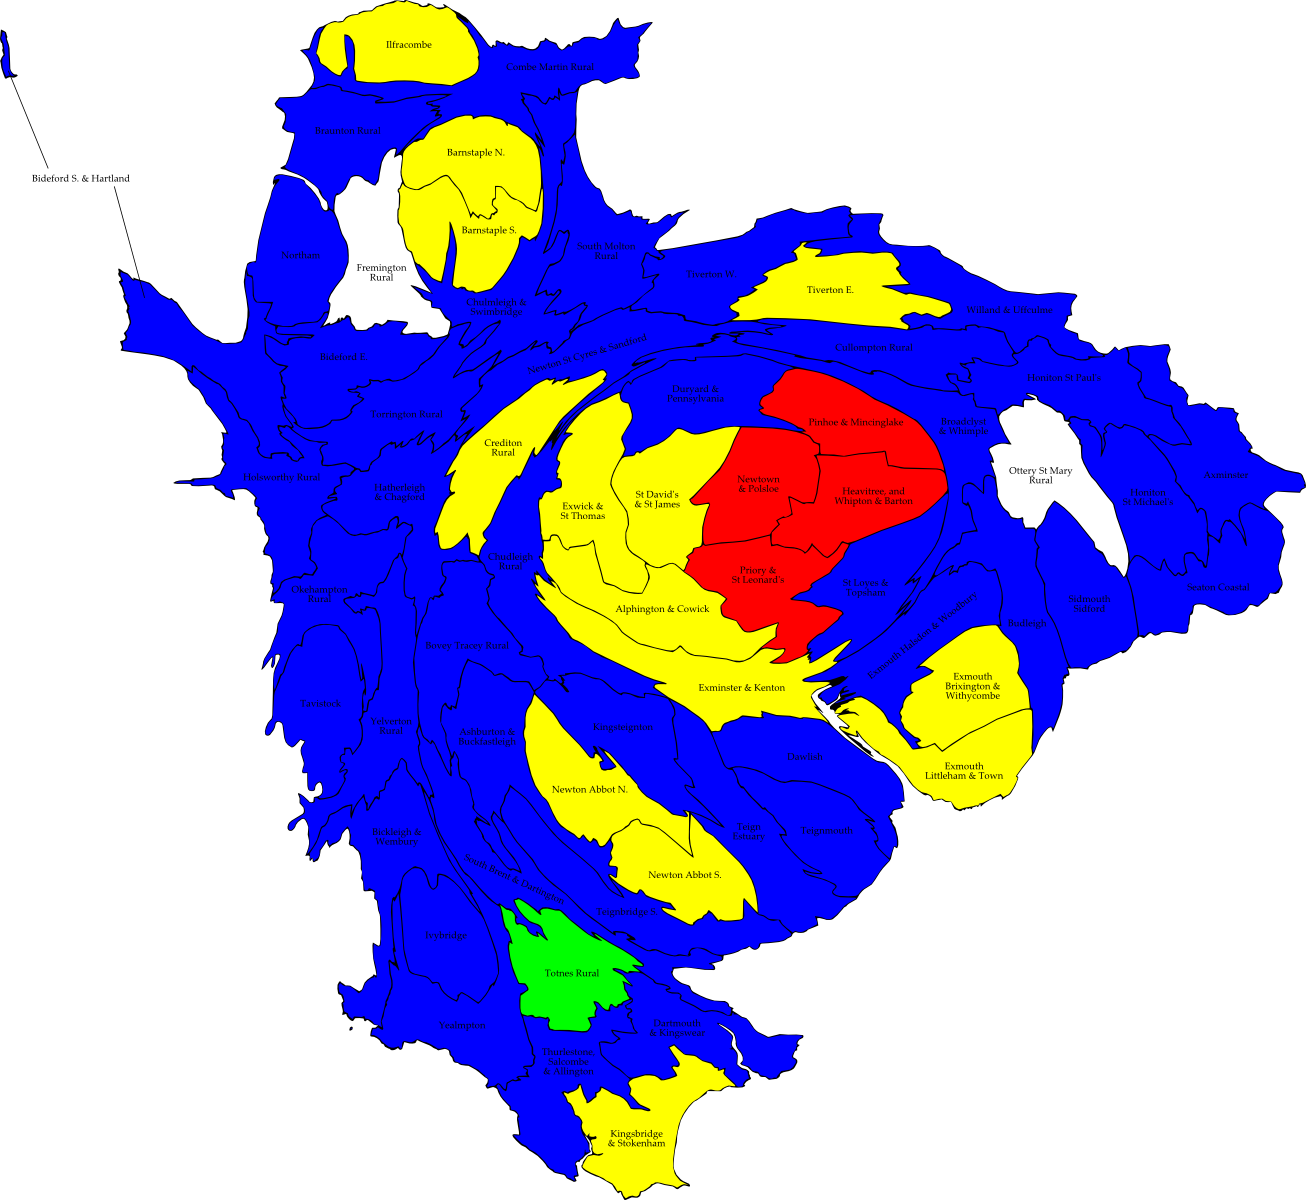 Ilfracombe
Combe Martin Rural
Braunton Rural
Barnstaple N.
Bideford S. & Hartland
Barnstaple S.
Northam
Fremington
Rural
South Molton
Rural
Tiverton W.
Tiverton E.
Chulmleigh &
Swimbridge
Willand & Uffculme
Bideford E.
Newton St Cyres & Sandford
Cullompton Rural
Honiton St Paul's
Duryard &
Pennsylvania
Torrington Rural
Pinhoe & Mincinglake
Broadclyst
& Whimple
Crediton
Rural
Holsworthy Rural
Hatherleigh
& Chagford
Newtown
& Polsloe
Ottery St Mary
Rural
Axminster
Exwick &
St Thomas
St David's
& St James
Heavitree, and
Whipton & Barton
Honiton
St Michael's
Chudleigh
Rural
Priory &
St Leonard's
St Loyes &
Topsham
Okehampton
Rural
Alphington & Cowick
Exmouth Halsdon & Woodbury
Budleigh
Sidmouth
Sidford
Seaton Coastal
Bovey Tracey Rural
Exminster & Kenton
Exmouth
Brixington &
Withycombe
Tavistock
Yelverton
Rural
Ashburton &
Buckfastleigh
Kingsteignton
Dawlish
Exmouth
Littleham & Town
Newton Abbot N.
Bickleigh &
Wembury
Teign
Estuary
Teignmouth
South Brent & Dartington
Newton Abbot S.
Teignbridge S.
Ivybridge
Totnes Rural
Yealmpton
Dartmouth
& Kingswear
Thurlestone,
Salcombe
& Allington
Kingsbridge
& Stokenham